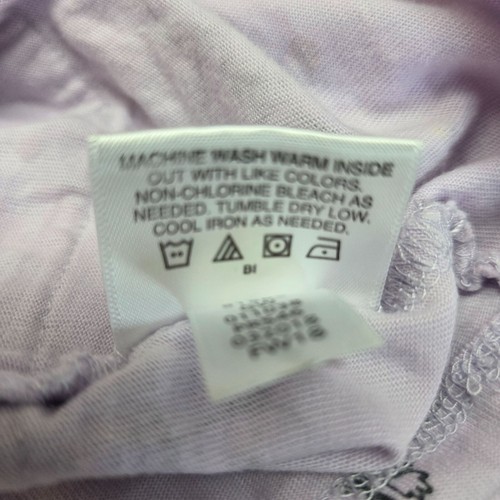 MACHINE WASH WARM INSIDE
OUT WITH LIKE COLORS.
NON-CHLORINE BLEACH AS
NEEDED. TUMBLE DRY LOW.
COOL IRON AS NEEDED.
BI